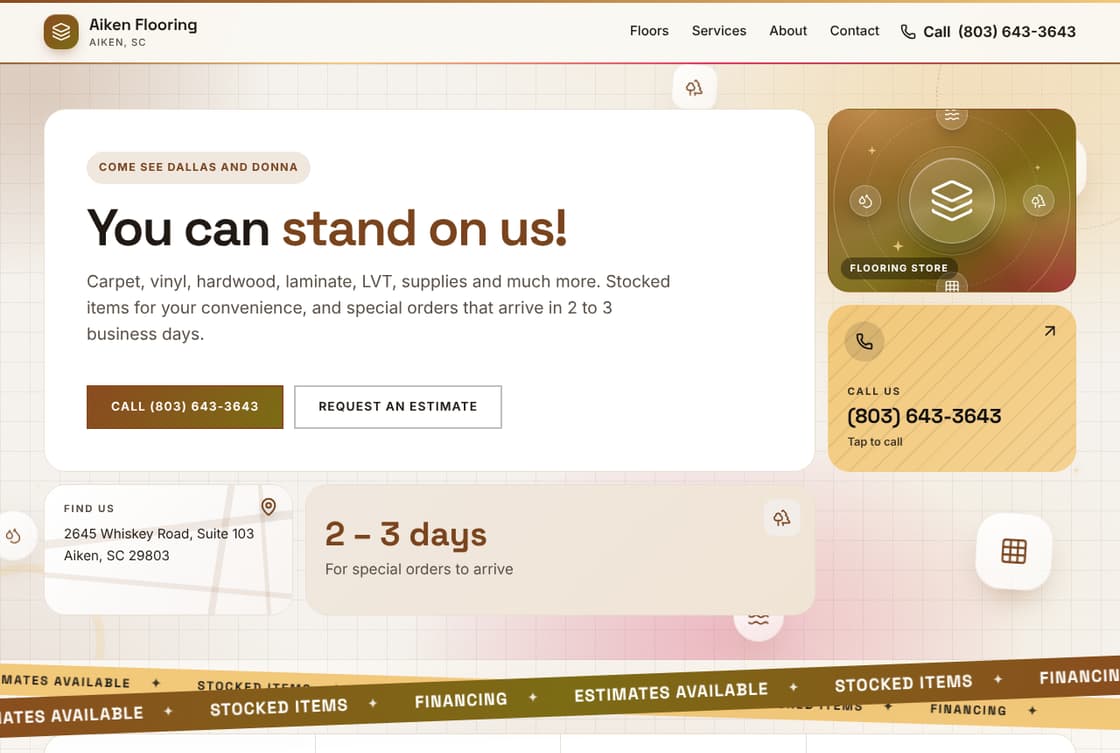 Aiken Flooring
AIKEN, SC
Floors Services About Contact Call (803) 643-3643
COME SEE DALLAS AND DONNA
You can stand on us!
Carpet, vinyl, hardwood, laminate, LVT, supplies and much more. Stocked
items for your convenience, and special orders that arrive in 2 to 3
business days.
CALL (803) 643-3643 REQUEST AN ESTIMATE
FLOORING STORE
CALL US
(803) 643-3643
Tap to call
FIND US
2645 Whiskey Road, Suite 103
Aiken, SC 29803
2 – 3 days
For special orders to arrive
MATES AVAILABLE ✦ STOCKED ITEMS
ITEMS ✦ FINANCING ✦
MATES AVAILABLE ✦ STOCKED ITEMS ✦ FINANCING ✦ ESTIMATES AVAILABLE ✦ STOCKED ITEMS ✦ FINANCIN